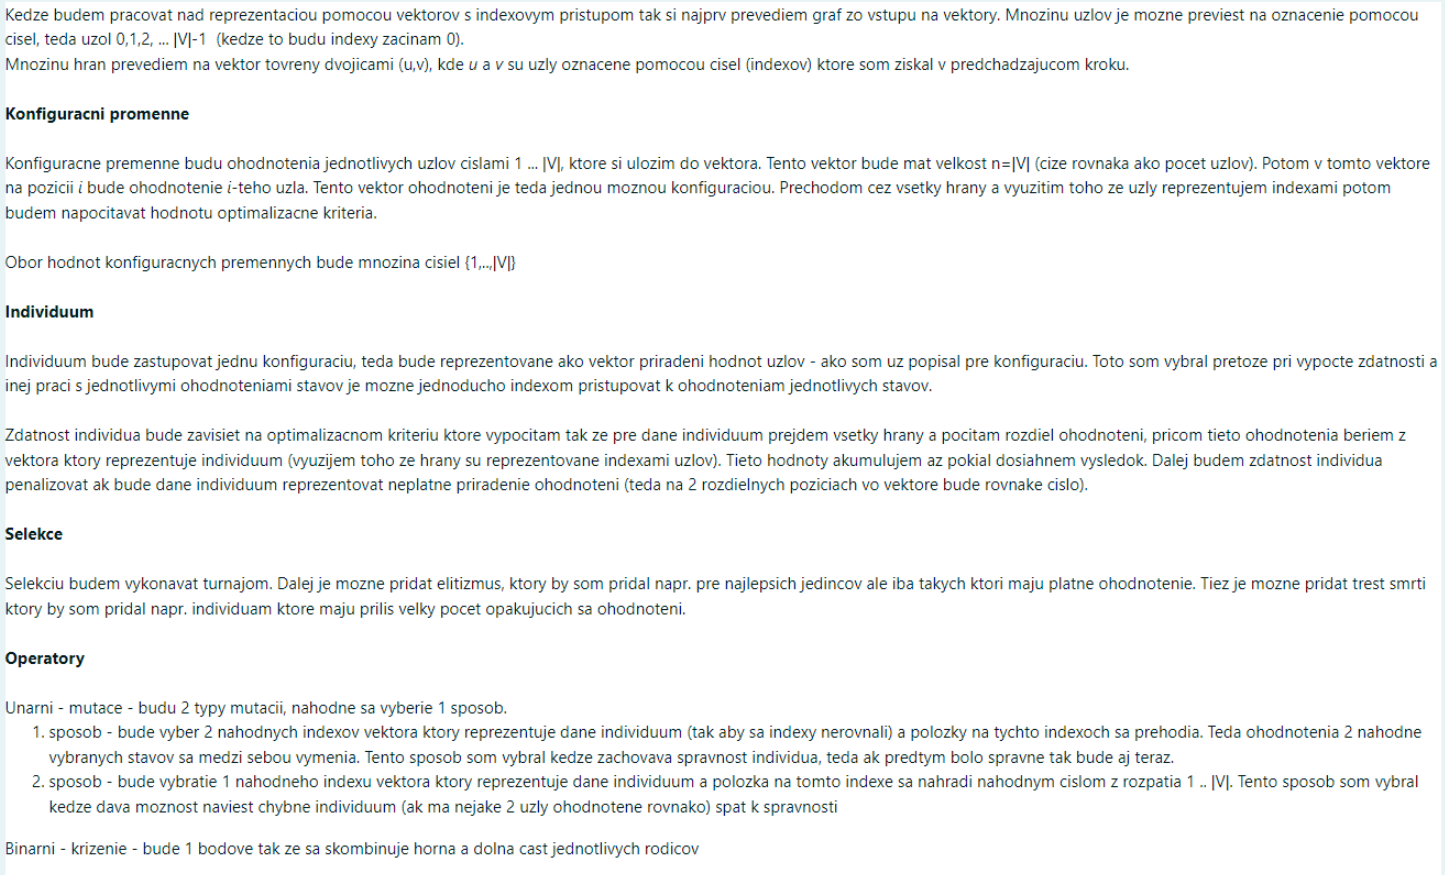 Kedze budem pracovat nad reprezentaciou pomocou vektorov s indexovym pristupom tak si najprv prevediem graf zo vstupu na vektory. Mnozinu uzlov je mozne previest na oznacenie pomocou
cisel, teda uzol 0,1,2, ... |V|-1  (kedze to budu indexy zacinam 0).
Mnozinu hran prevediem na vektor tovreny dvojicami (u,v), kde u a v su uzly oznacene pomocou cisel (indexov) ktore som ziskal v predchadzajucom kroku.
Konfiguracni promenne
Konfiguracne premenne budu ohodnotenia jednotlivych uzlov cislami 1 ... |V|, ktore si ulozim do vektora. Tento vektor bude mat velkost n=|V| (cize rovnaka ako pocet uzlov). Potom v tomto vektore
na pozicii i bude ohodnotenie i-teho uzla. Tento vektor ohodnoteni je teda jednou moznou konfiguraciou. Prechodom cez vsetky hrany a vyuzitim toho ze uzly reprezentujem indexami potom
budem napocitavat hodnotu optimalizacne kriteria.
Obor hodnot konfiguracnych premennych bude mnozina cisiel {1,..,|V|}
Individuum
Individuum bude zastupovat jednu konfiguraciu, teda bude reprezentovane ako vektor priradeni hodnot uzlov - ako som uz popisal pre konfiguraciu. Toto som vybral pretoze pri vypocte zdatnosti a
inej praci s jednotlivymi ohodnoteniami stavov je mozne jednoducho indexom pristupovat k ohodnoteniam jednotlivych stavov.
Zdatnost individua bude zavisiet na optimalizacnom kriteriu ktore vypocitam tak ze pre dane individuum prejdem vsetky hrany a pocitam rozdiel ohodnoteni, pricom tieto ohodnotenia beriem z
vektora ktory reprezentuje individuum (vyuzijem toho ze hrany su reprezentovane indexami uzlov). Tieto hodnoty akumulujem az pokial dosiahnem vysledok. Dalej budem zdatnost individua
penalizovat ak bude dane individuum reprezentovat neplatne priradenie ohodnoteni (teda na 2 rozdielnych poziciach vo vektore bude rovnake cislo).
Selekce
Selekciu budem vykonavat turnajom. Dalej je mozne pridat elitizmus, ktory by som pridal napr. pre najlepsich jedincov ale iba takych ktori maju platne ohodnotenie. Tiez je mozne pridat trest smrti
ktory by som pridal napr. individuam ktore maju prilis velky pocet opakujucich sa ohodnoteni.
Operatory
Unarni - mutace - budu 2 typy mutacii, nahodne sa vyberie 1 sposob.
1. sposob - bude vyber 2 nahodnych indexov vektora ktory reprezentuje dane individuum (tak aby sa indexy nerovnali) a polozky na tychto indexoch sa prehodia. Teda ohodnotenia 2 nahodne
vybranych stavov sa medzi sebou vymenia. Tento sposob som vybral kedze zachovava spravnost individua, teda ak predtym bolo spravne tak bude aj teraz.
2. sposob - bude vybratie 1 nahodneho indexu vektora ktory reprezentuje dane individuum a polozka na tomto indexe sa nahradi nahodnym cislom z rozpatia 1 .. |V|. Tento sposob som vybral
kedze dava moznost naviest chybne individuum (ak ma nejake 2 uzly ohodnotene rovnako) spat k spravnosti
Binarni - krizenie - bude 1 bodove tak ze sa skombinuje horna a dolna cast jednotlivych rodicov